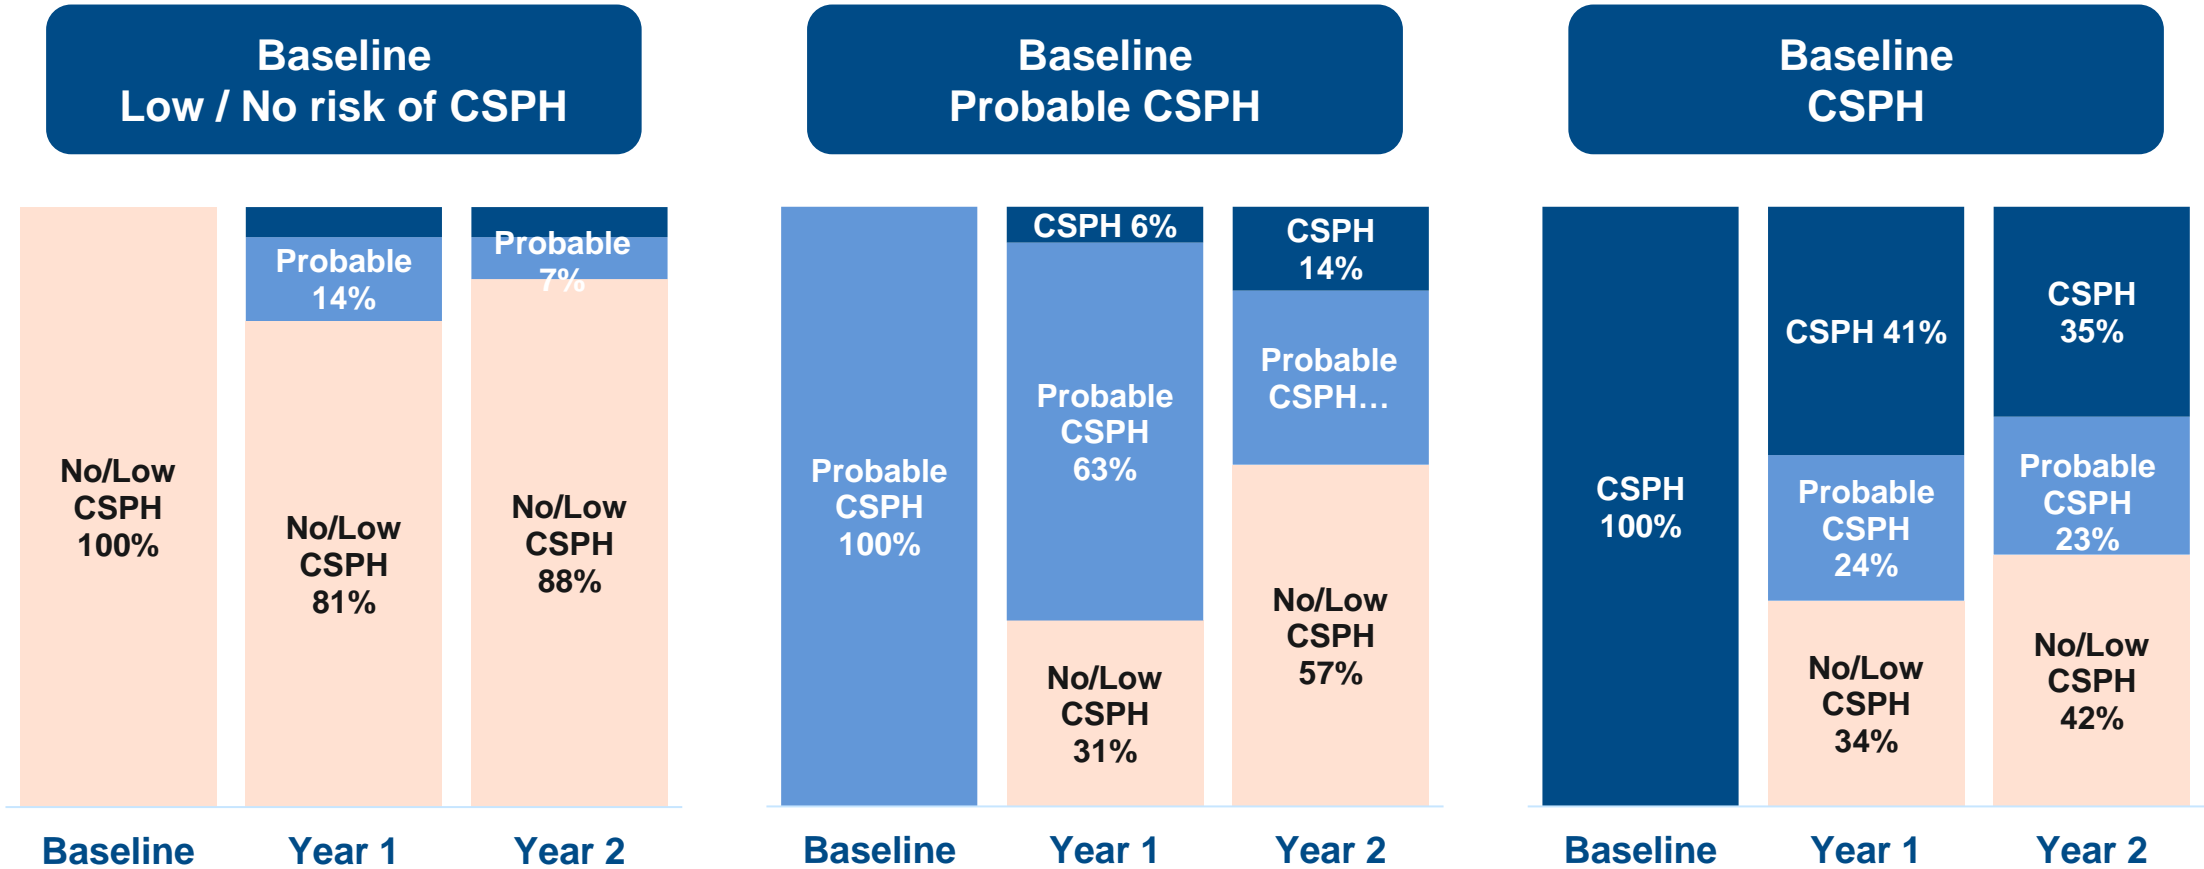 Baseline
Low / No risk of CSPH
No/Low
CSPH
100%
Probable
14%
No/Low
CSPH
81%
Probable
7%
No/Low
CSPH
88%
Baseline
Year 1
Year 2
Baseline
Probable CSPH
Probable
CSPH
100%
CSPH 6%
Probable
CSPH
63%
No/Low
CSPH
31%
CSPH
14%
Probable
CSPH…
No/Low
CSPH
57%
Baseline
Year 1
Year 2
Baseline
CSPH
CSPH
100%
CSPH 41%
Probable
CSPH
24%
No/Low
CSPH
34%
CSPH
35%
Probable
CSPH
23%
No/Low
CSPH
42%
Baseline
Year 1
Year 2